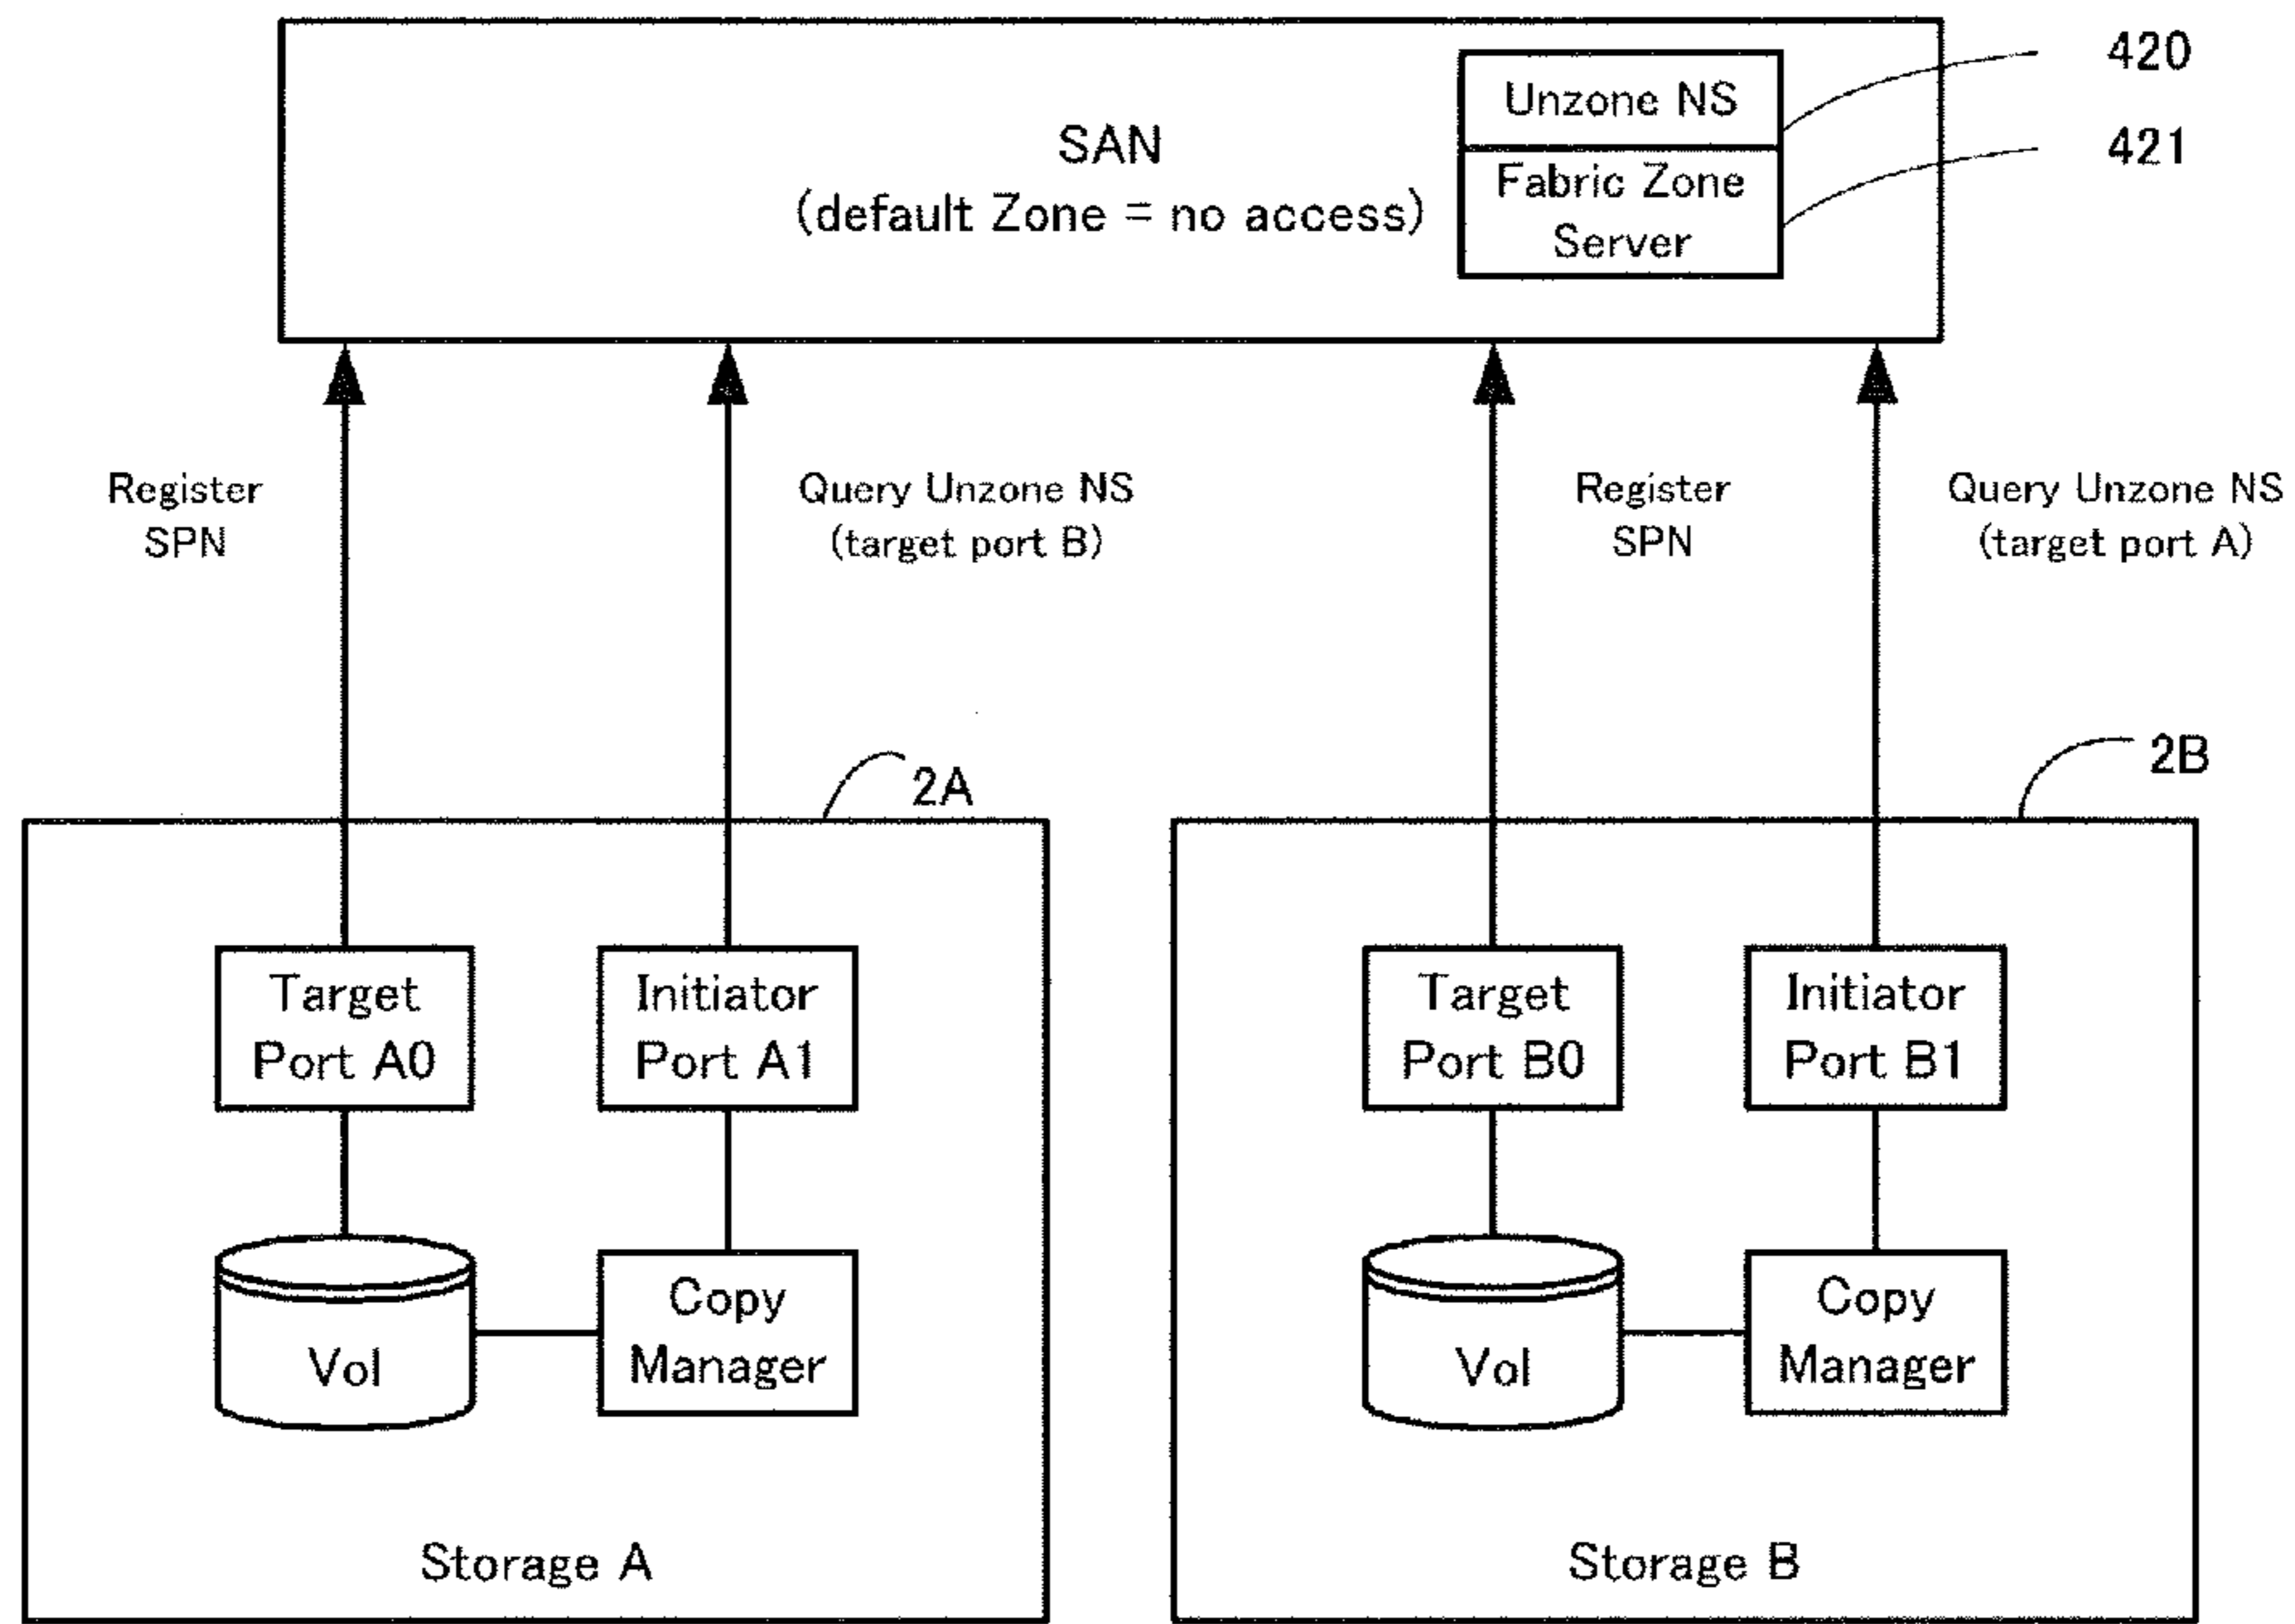 Unzone NS
420
SAN
(default Zone = no access)
Fabric Zone
Server
421
Register
SPN
Query Unzone NS
(target port B)
Register
SPN
Query Unzone NS
(target port A)
2A
2B
Target
Port A0
Initiator
Port A1
Target
Port B0
Initiator
Port B1
Vol
Copy
Manager
Vol
Copy
Manager
Storage A
Storage B